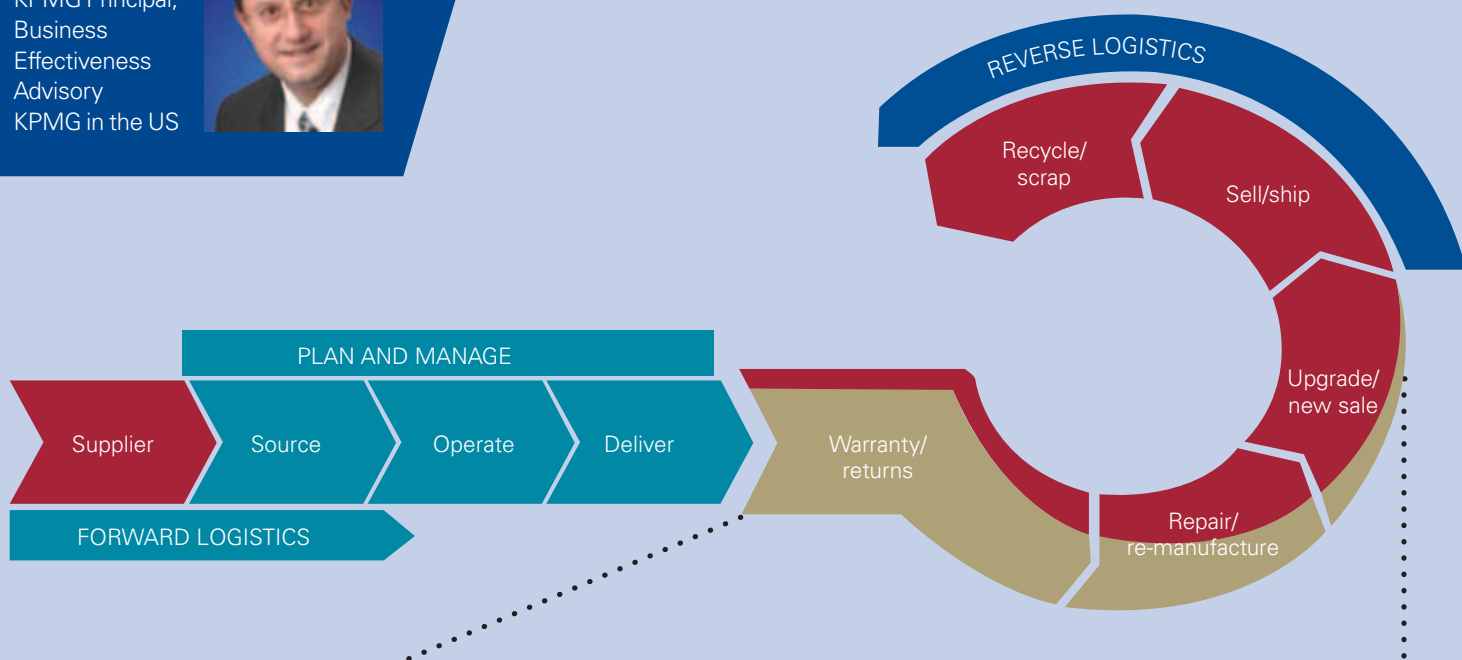 KPMG Principal,
Business
Effectiveness
Advisory
KPMG in the US
REVERSE LOGISTICS
Recycle/
scrap
Sell/ship
Upgrade/
new sale
PLAN AND MANAGE
Supplier
Source
Operate
Deliver
Warranty/
returns
Repair/
re-manufacture
FORWARD LOGISTICS